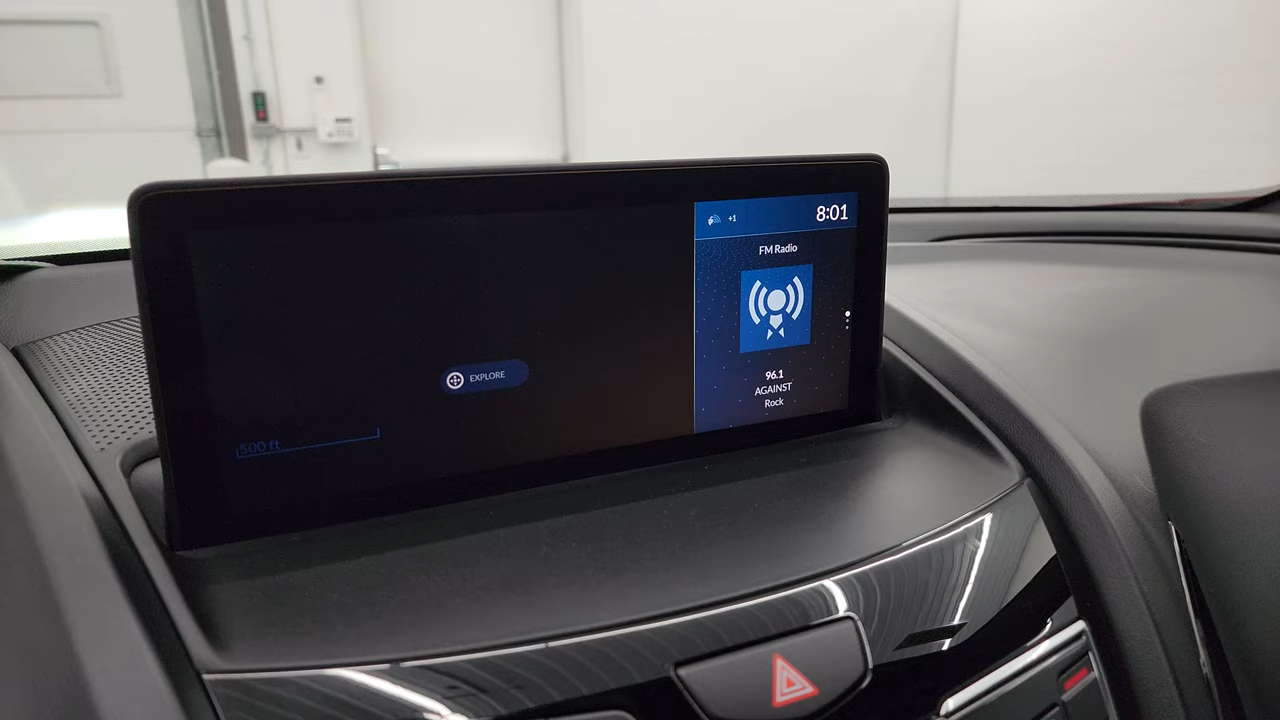 +1
8:01
FM Radio
96.1
AGAINST
Rock
EXPLORE
500 ft